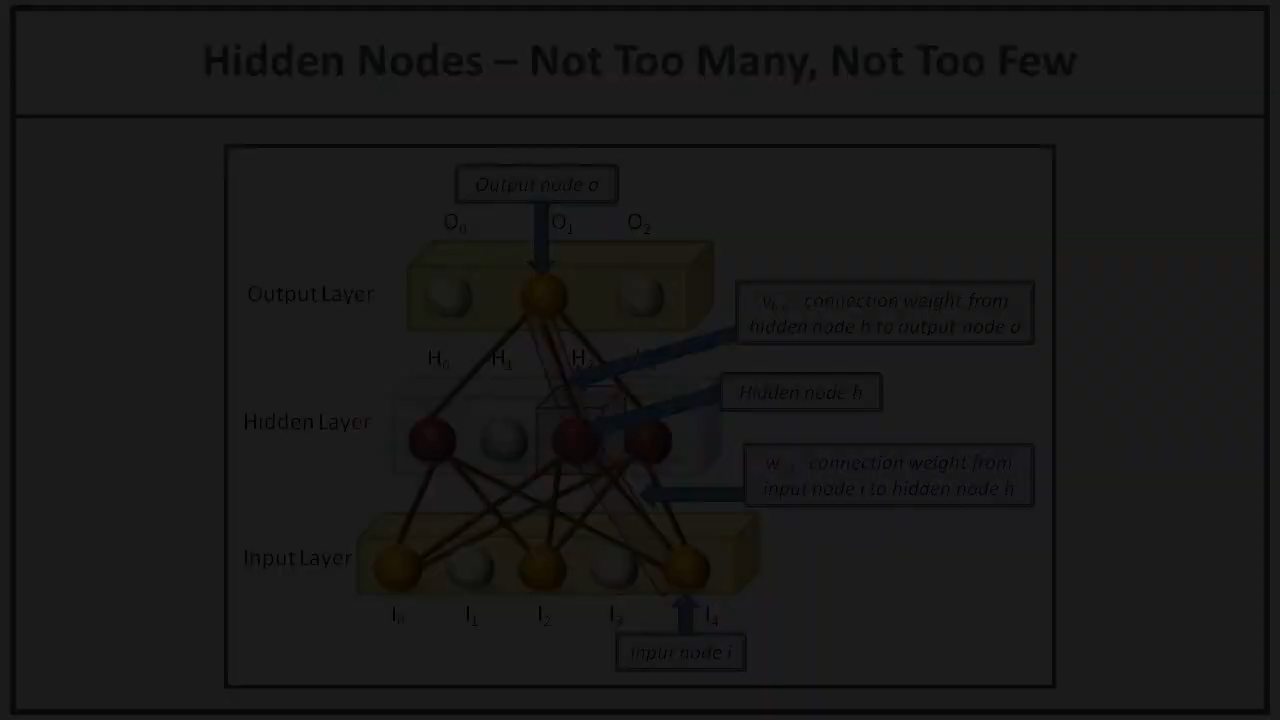 Hidden Nodes – Not Too Many, Not Too Few
Output node o
O₀ O₁ O₂
Output Layer
connection weight from
hidden node h to output node o
H₀ H₁ H₂
Hidden node h
Hidden Layer
connection weight from
input node i to hidden node h
Input Layer
I₀ I₁ I₂ I₃ I₄
Input node i